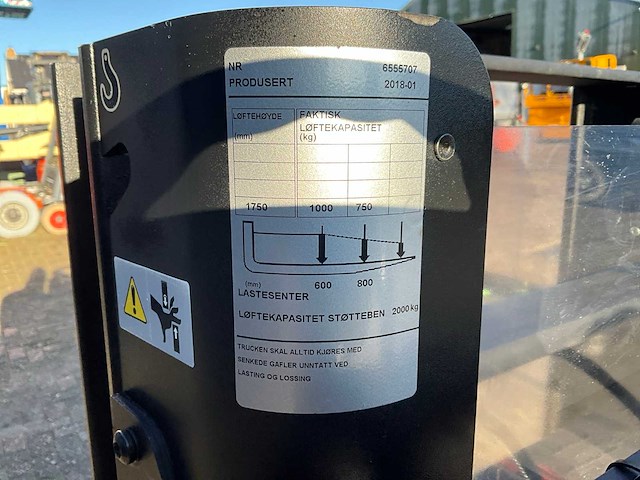 NR 6555707
PRODUSERT 2018-01
LØFTEHØYDE FAKTISK
LØFTEKAPASITET
(mm) (kg)
1750 1000 750
(mm) 600 800
LASTESENTER
LØFTEKAPASITET STØTTEBEN 2000 kg
TRUCKEN SKAL ALLTID KJØRES MED
SENKEDE GAFLER UNNTATT VED
LASTING OG LOSSING